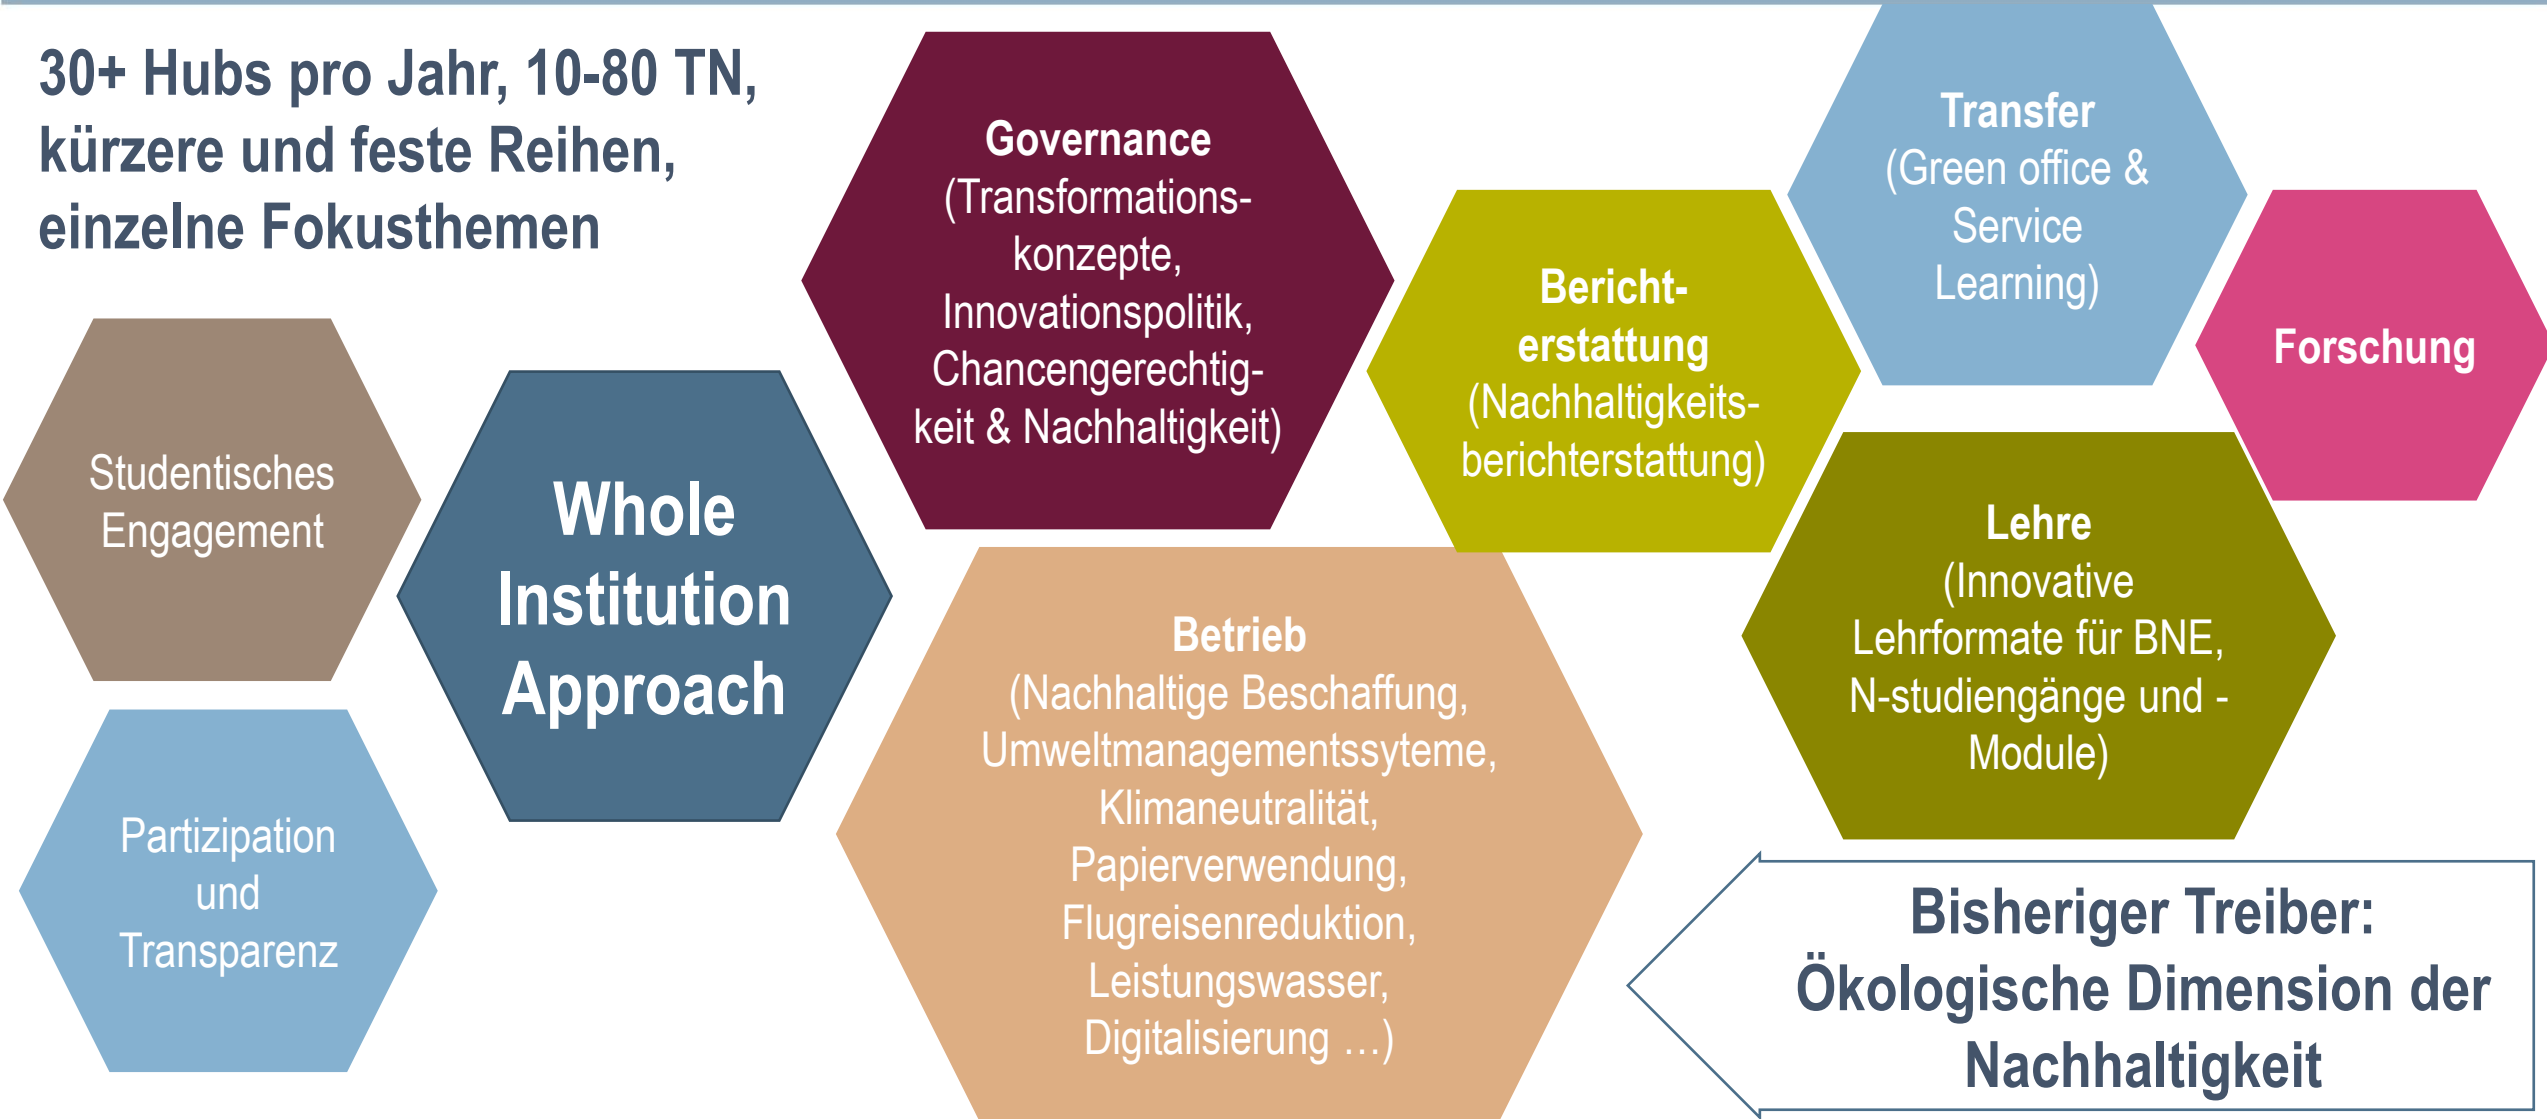 30+ Hubs pro Jahr, 10-80 TN,
kürzere und feste Reihen,
einzelne Fokusthemen
Studentisches
Engagement
Partizipation
und
Transparenz
Whole
Institution
Approach
Governance
(Transformations-
konzepte,
Innovationspolitik,
Chancengerechtig-
keit & Nachhaltigkeit)
Betrieb
(Nachhaltige Beschaffung,
Umweltmanagementssyteme,
Klimaneutralität,
Papierverwendung,
Flugreisenreduktion,
Leistungswasser,
Digitalisierung …)
Bericht-
erstattung
(Nachhaltigkeits-
berichterstattung)
Transfer
(Green office &
Service
Learning)
Forschung
Lehre
(Innovative
Lehrformate für BNE,
N-studiengänge und -
Module)
Bisheriger Treiber:
Ökologische Dimension der
Nachhaltigkeit